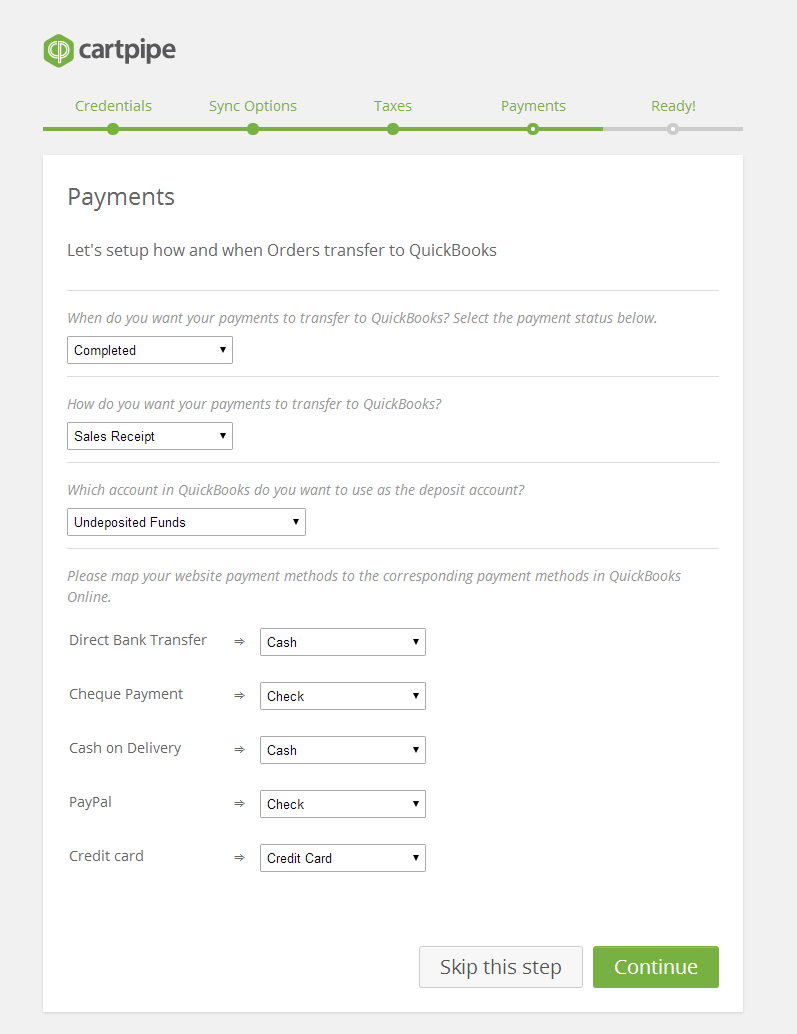 cartpipe
Credentials
Sync Options
Taxes
Payments
Ready!
Payments
Let's setup how and when Orders transfer to QuickBooks
When do you want your payments to transfer to QuickBooks? Select the payment status below.
Completed
How do you want your payments to transfer to QuickBooks?
Sales Receipt
Which account in QuickBooks do you want to use as the deposit account?
Undeposited Funds
Please map your website payment methods to the corresponding payment methods in QuickBooks
Online.
Direct Bank Transfer ⇒ Cash
Cheque Payment ⇒ Check
Cash on Delivery ⇒ Cash
PayPal ⇒ Check
Credit card ⇒ Credit Card
Skip this step
Continue